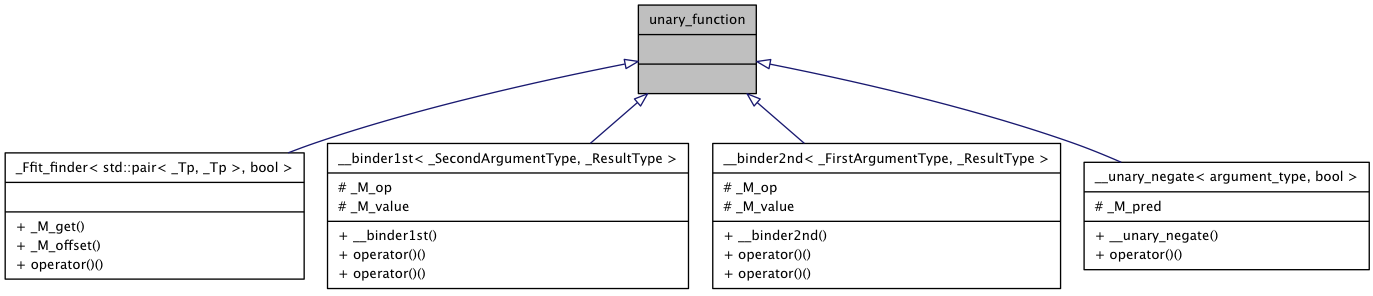 unary_function
_Ffit_finder< std::pair< _Tp, _Tp >, bool >
+ _M_get()
+ _M_offset()
+ operator()()
__binder1st< _SecondArgumentType, _ResultType >
# _M_op
# _M_value
+ __binder1st()
+ operator()()
+ operator()()
__binder2nd< _FirstArgumentType, _ResultType >
# _M_op
# _M_value
+ __binder2nd()
+ operator()()
+ operator()()
__unary_negate< argument_type, bool >
# _M_pred
+ __unary_negate()
+ operator()()